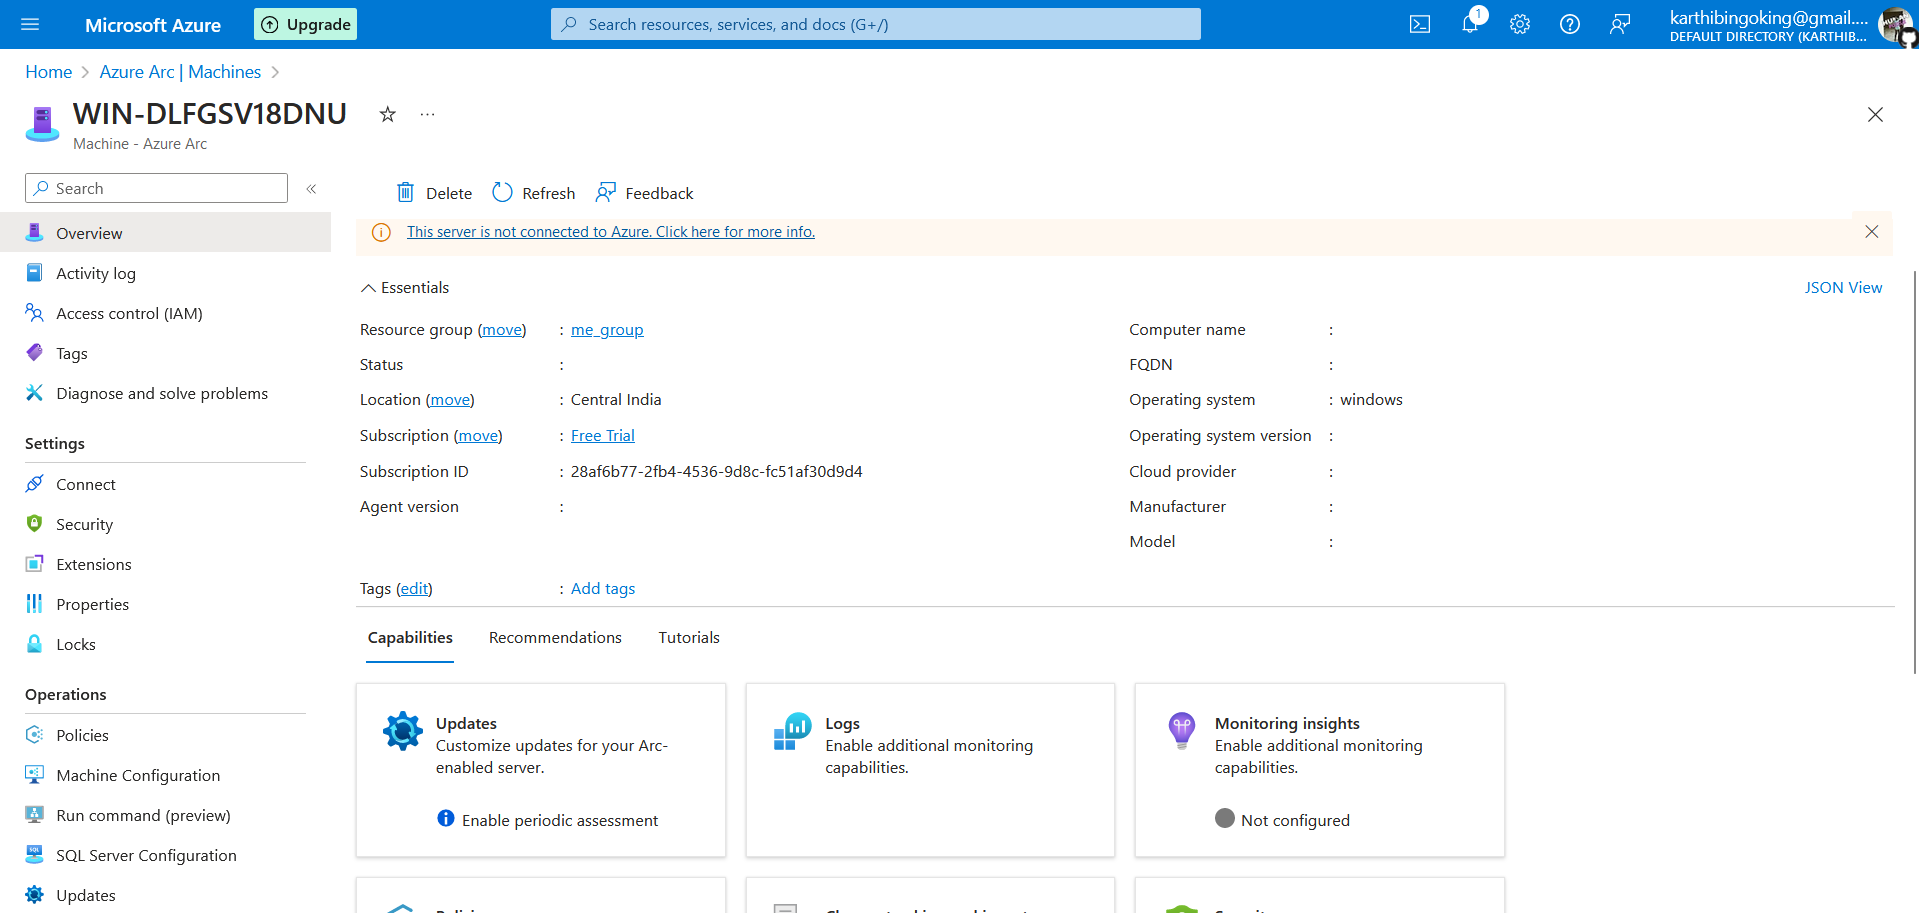 Microsoft Azure
Upgrade
Search resources, services, and docs (G+/)
1
karthibingoking@gmail....
DEFAULT DIRECTORY (KARTHIB...
Home
Azure Arc | Machines
WIN-DLFGSV18DNU
...
Machine - Azure Arc
Search
«
Delete
Refresh
Feedback
Overview
Activity log
Access control (IAM)
Tags
Diagnose and solve problems
Settings
Connect
Security
Extensions
Properties
Locks
Operations
Policies
Machine Configuration
Run command (preview)
SQL Server Configuration
Updates
This server is not connected to Azure. Click here for more info.
Essentials
JSON View
Resource group (move) : me_group
Status :
Location (move) : Central India
Subscription (move) : Free Trial
Subscription ID : 28af6b77-2fb4-4536-9d8c-fc51af30d9d4
Agent version :
Computer name :
FQDN :
Operating system : windows
Operating system version :
Cloud provider :
Manufacturer :
Model :
Tags (edit) : Add tags
Capabilities
Recommendations
Tutorials
Updates
Customize updates for your Arc-
enabled server.
Enable periodic assessment
Logs
Enable additional monitoring
capabilities.
Monitoring insights
Enable additional monitoring
capabilities.
Not configured